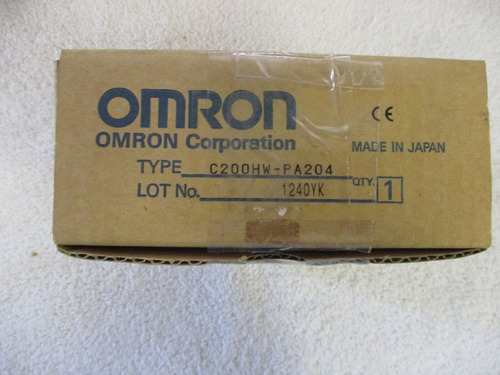 OMRON
CE
OMRON Corporation
MADE IN JAPAN
TYPE C200HW-PA204
LOT No. 1240YK QTY. 1